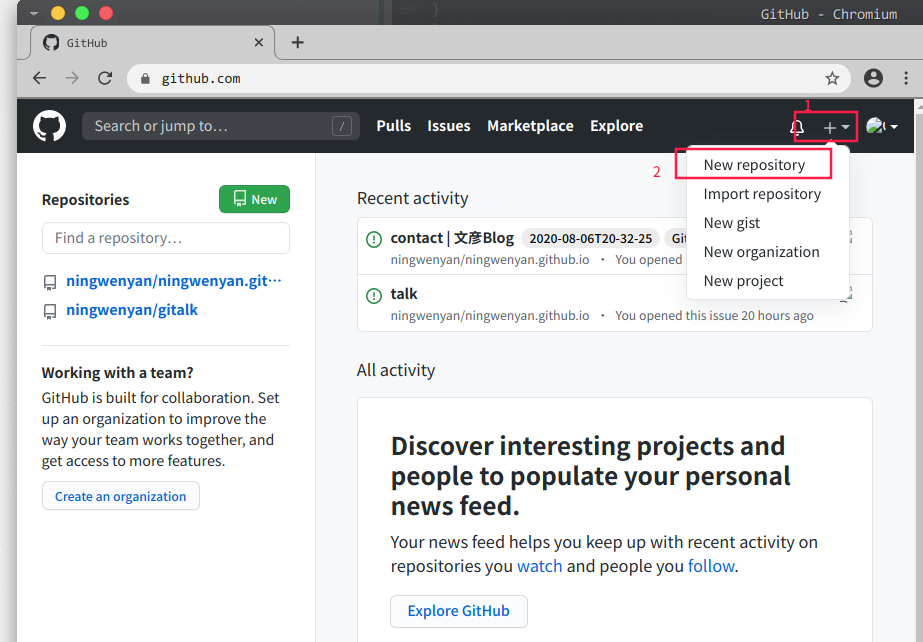 80 }
GitHub - Chromium
GitHub
github.com
Search or jump to…
/
Pulls
Issues
Marketplace
Explore
1
2
New repository
Import repository
New gist
New organization
New project
Repositories
New
Find a repository…
ningwenyan/ningwenyan.git…
ningwenyan/gitalk
Working with a team?
GitHub is built for collaboration. Set
up an organization to improve the
way your team works together, and
get access to more features.
Create an organization
Recent activity
contact | 文彦Blog 2020-08-06T20-32-25 Git
ningwenyan/ningwenyan.github.io • You opened
talk
ningwenyan/ningwenyan.github.io • You opened this issue 20 hours ago
All activity
Discover interesting projects and
people to populate your personal
news feed.
Your news feed helps you keep up with recent activity on
repositories you watch and people you follow.
Explore GitHub